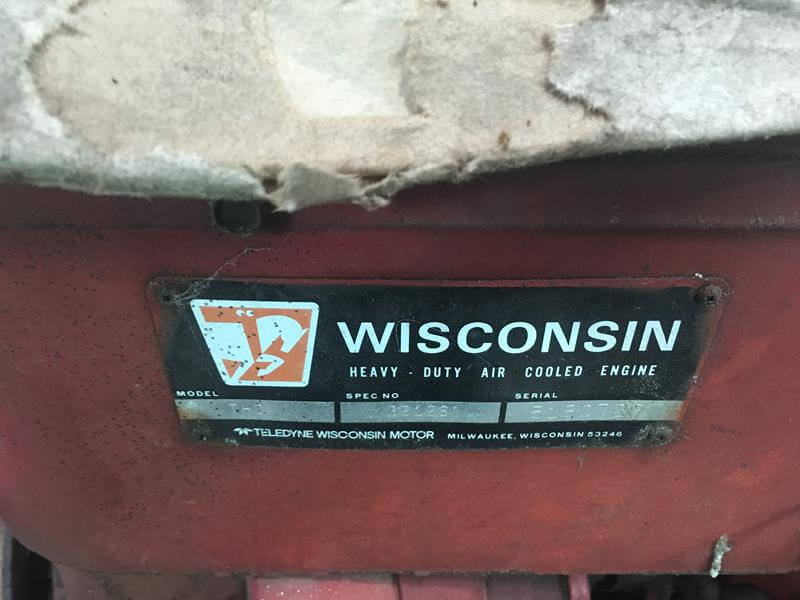 WISCONSIN
HEAVY - DUTY AIR COOLED ENGINE
MODEL SPEC NO SERIAL
TELEDYNE WISCONSIN MOTOR MILWAUKEE, WISCONSIN 53246